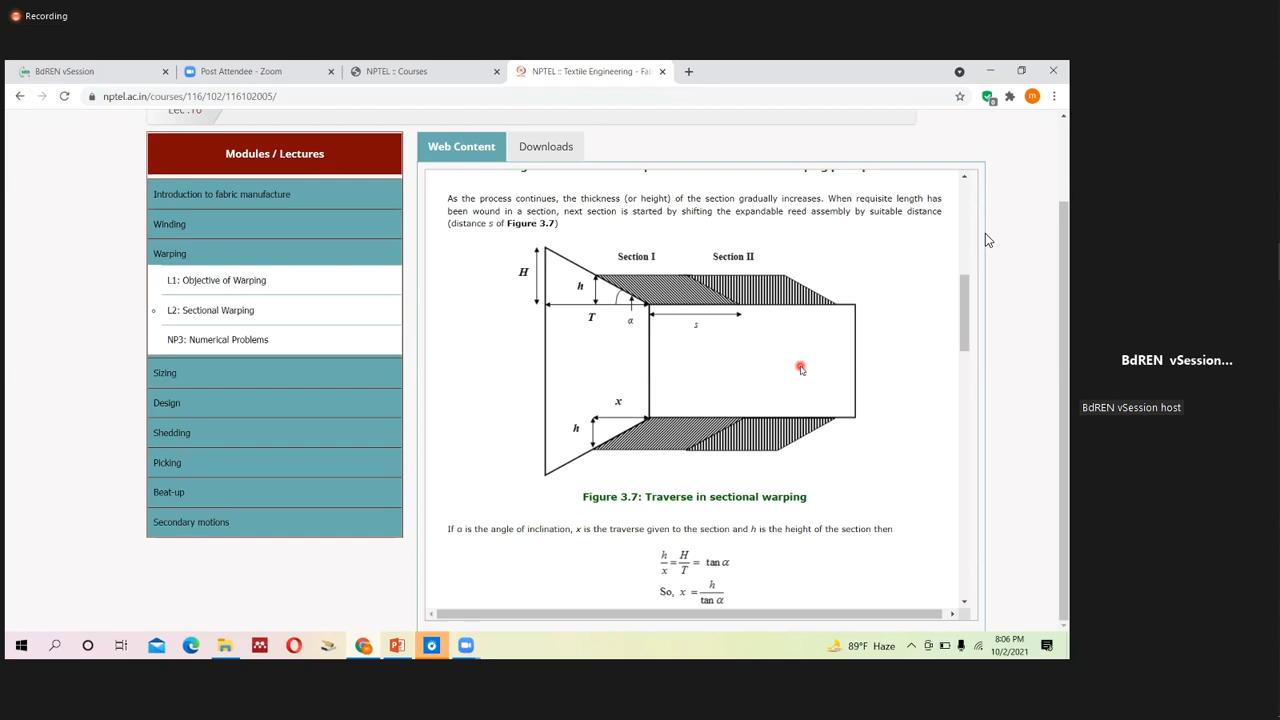 Recording
BdREN vSession
Post Attendee - Zoom
NPTEL :: Courses
NPTEL :: Textile Engineering - Fa
nptel.ac.in/courses/116/102/116102005/
m
Modules / Lectures
Introduction to fabric manufacture
Winding
Warping
L1: Objective of Warping
L2: Sectional Warping
NP3: Numerical Problems
Sizing
Design
Shedding
Picking
Beat-up
Secondary motions
Web Content
Downloads
As the process continues, the thickness (or height) of the section gradually increases. When requisite length has
been wound in a section, next section is started by shifting the expandable reed assembly by suitable distance
(distance s of Figure 3.7)
Section I
Section II
H
h
T
α
s
x
h
Figure 3.7: Traverse in sectional warping
If α is the angle of inclination, x is the traverse given to the section and h is the height of the section then
h/x = H/T = tan α
So, x = h/tan α
BdREN vSession...
BdREN vSession host
89°F Haze
8:06 PM
10/2/2021